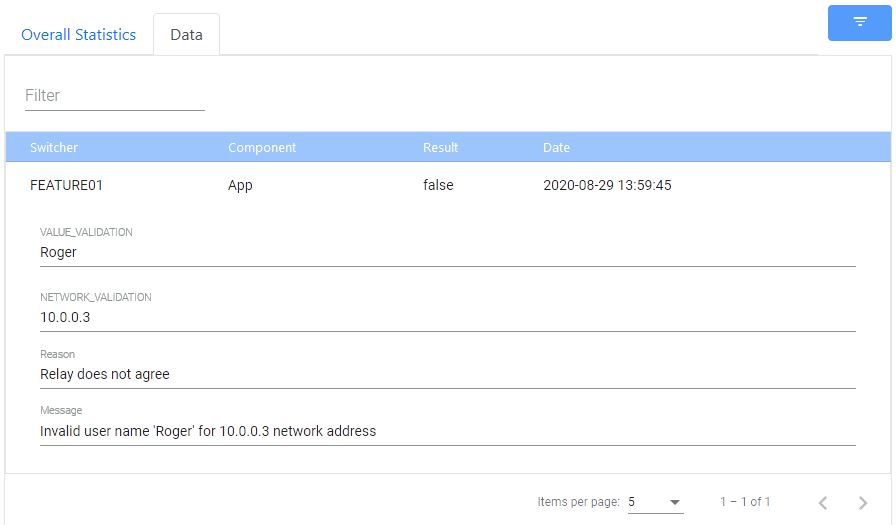 Overall Statistics Data
Filter
Switcher Component Result Date
FEATURE01 App false 2020-08-29 13:59:45
VALUE_VALIDATION
Roger
NETWORK_VALIDATION
10.0.0.3
Reason
Relay does not agree
Message
Invalid user name 'Roger' for 10.0.0.3 network address
Items per page: 5 1 – 1 of 1